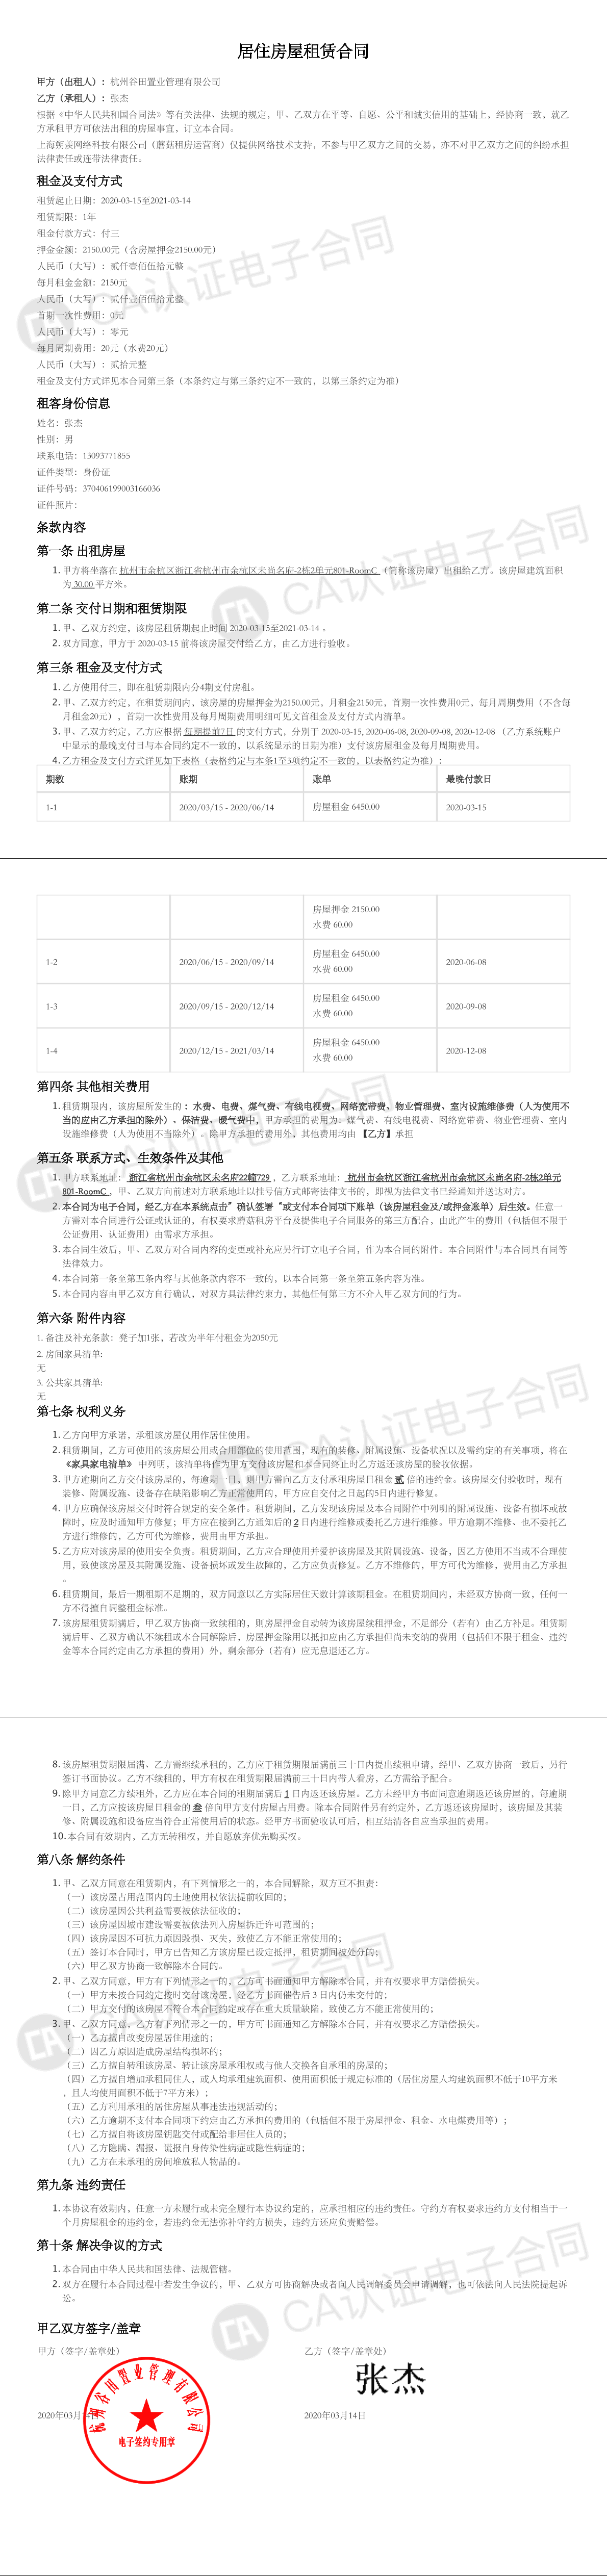 居住房屋租赁合同
甲方（出租人）：杭州谷田置业管理有限公司
乙方（承租人）：张杰
根据《中华人民共和国合同法》等有关法律、法规的规定，甲、乙双方在平等、自愿、公平和诚实信用的基础上，经协商一致，就乙
方承租甲方可依法出租的房屋事宜，订立本合同。
上海朔羡网络科技有限公司（蘑菇租房运营商）仅提供网络技术支持，不参与甲乙双方之间的交易，亦不对甲乙双方之间的纠纷承担
法律责任或连带法律责任。
租金及支付方式
租赁起止日期：2020-03-15至2021-03-14
租赁期限：1年
租金付款方式：付三
押金金额：2150.00元（含房屋押金2150.00元）
人民币（大写）：贰仟壹佰伍拾元整
每月租金金额：2150元
人民币（大写）：贰仟壹佰伍拾元整
首期一次性费用：0元
人民币（大写）：零元
每月周期费用：20元（水费20元）
人民币（大写）：贰拾元整
租金及支付方式详见本合同第三条（本条约定与第三条约定不一致的，以第三条约定为准）
租客身份信息
姓名：张杰
性别：男
联系电话：13093771855
证件类型：身份证
证件号码：370406199003166036
证件照片：
条款内容
第一条 出租房屋
1. 甲方将坐落在 杭州市余杭区浙江省杭州市余杭区未尚名府-2栋2单元801-RoomC （简称该房屋）出租给乙方。该房屋建筑面积
为 30.00 平方米。
第二条 交付日期和租赁期限
1. 甲、乙双方约定，该房屋租赁期起止时间 2020-03-15至2021-03-14 。
2. 双方同意，甲方于 2020-03-15 前将该房屋交付给乙方，由乙方进行验收。
第三条 租金及支付方式
1. 乙方使用付三，即在租赁期限内分4期支付房租。
2. 甲、乙双方约定，在租赁期间内，该房屋的房屋押金为2150.00元，月租金2150元，首期一次性费用0元，每月周期费用（不含每
月租金20元），首期一次性费用及每月周期费用明细可见文首租金及支付方式内清单。
3. 甲、乙双方约定，乙方应根据 每期提前7日 的支付方式，分别于 2020-03-15, 2020-06-08, 2020-09-08, 2020-12-08 （乙方系统账户
中显示的最晚支付日与本合同约定不一致的，以系统显示的日期为准）支付该房屋租金及每月周期费用。
4. 乙方租金及支付方式详见如下表格（表格约定与本条1至3项约定不一致的，以表格约定为准）：
期数 账期 账单 最晚付款日
1-1 2020/03/15 - 2020/06/14 房屋租金 6450.00 2020-03-15
房屋押金 2150.00
水费 60.00
房屋租金 6450.00
1-2 2020/06/15 - 2020/09/14 2020-06-08
水费 60.00
房屋租金 6450.00
1-3 2020/09/15 - 2020/12/14 2020-09-08
水费 60.00
房屋租金 6450.00
1-4 2020/12/15 - 2021/03/14 2020-12-08
水费 60.00
第四条 其他相关费用
1. 租赁期限内，该房屋所发生的：水费、电费、煤气费、有线电视费、网络宽带费、物业管理费、室内设施维修费（人为使用不
当的应由乙方承担的除外）、保洁费、暖气费中，甲方承担的费用为：煤气费、有线电视费、网络宽带费、物业管理费、室内
设施维修费（人为使用不当除外），除甲方承担的费用外，其他费用均由 【乙方】承担
第五条 联系方式、生效条件及其他
1. 甲方联系地址： 浙江省杭州市余杭区未名府22幢729 ，乙方联系地址： 杭州市余杭区浙江省杭州市余杭区未尚名府-2栋2单元
801-RoomC ，甲、乙双方向前述对方联系地址以挂号信方式邮寄法律文书的，即视为法律文书已经通知并送达对方。
2. 本合同为电子合同，经乙方在本系统点击”确认签署“或支付本合同项下账单（该房屋租金及/或押金账单）后生效。任意一
方需对本合同进行公证或认证的，有权要求蘑菇租房平台及提供电子合同服务的第三方配合，由此产生的费用（包括但不限于
公证费用、认证费用）由需求方承担。
3. 本合同生效后，甲、乙双方对合同内容的变更或补充应另行订立电子合同，作为本合同的附件。本合同附件与本合同具有同等
法律效力。
4. 本合同第一条至第五条内容与其他条款内容不一致的，以本合同第一条至第五条内容为准。
5. 本合同内容由甲乙双方自行确认，对双方具法律约束力，其他任何第三方不介入甲乙双方间的行为。
第六条 附件内容
1. 备注及补充条款：凳子加1张，若改为半年付租金为2050元
2. 房间家具清单:
无
3. 公共家具清单:
无
第七条 权利义务
1. 乙方向甲方承诺，承租该房屋仅用作居住使用。
2. 租赁期间，乙方可使用的该房屋公用或合用部位的使用范围，现有的装修、附属设施、设备状况以及需约定的有关事项，将在
《家具家电清单》 中列明，该清单将作为甲方交付该房屋和本合同终止时乙方返还该房屋的验收依据。
3. 甲方逾期向乙方交付该房屋的，每逾期一日，则甲方需向乙方支付承租房屋日租金 贰 倍的违约金。该房屋交付验收时，现有
装修、附属设施、设备存在缺陷影响乙方正常使用的，甲方应自交付之日起的5日内进行修复。
4. 甲方应确保该房屋交付时符合规定的安全条件。租赁期间，乙方发现该房屋及本合同附件中列明的附属设施、设备有损坏或故
障时，应及时通知甲方修复；甲方应在接到乙方通知后的 2 日内进行维修或委托乙方进行维修。甲方逾期不维修、也不委托乙
方进行维修的，乙方可代为维修，费用由甲方承担。
5. 乙方应对该房屋的使用安全负责。租赁期间，乙方应合理使用并爱护该房屋及其附属设施、设备，因乙方使用不当或不合理使
用，致使该房屋及其附属设施、设备损坏或发生故障的，乙方应负责修复。乙方不维修的，甲方可代为维修，费用由乙方承担
。
6. 租赁期间，最后一期租期不足期的，双方同意以乙方实际居住天数计算该期租金。在租赁期间内，未经双方协商一致，任何一
方不得擅自调整租金标准。
7. 该房屋租赁期满后，甲乙双方协商一致续租的，则房屋押金自动转为该房屋续租押金，不足部分（若有）由乙方补足。租赁期
满后甲、乙双方确认不续租或本合同解除后，房屋押金除用以抵扣应由乙方承担但尚未交纳的费用（包括但不限于租金、违约
金等本合同约定由乙方承担的费用）外，剩余部分（若有）应无息退还乙方。
8. 该房屋租赁期限届满、乙方需继续承租的，乙方应于租赁期限届满前三十日内提出续租申请，经甲、乙双方协商一致后，另行
签订书面协议。乙方不续租的，甲方有权在租赁期限届满前三十日内带人看房，乙方需给予配合。
9. 除甲方同意乙方续租外，乙方应在本合同的租期届满后 1 日内返还该房屋。乙方未经甲方书面同意逾期返还该房屋的，每逾期
一日，乙方应按该房屋日租金的 叁 倍向甲方支付房屋占用费。除本合同附件另有约定外，乙方返还该房屋时，该房屋及其装
修、附属设施和设备应当符合正常使用后的状态。经甲方书面验收认可后，相互结清各自应当承担的费用。
10. 本合同有效期内，乙方无转租权，并自愿放弃优先购买权。
第八条 解约条件
1. 甲、乙双方同意在租赁期内，有下列情形之一的，本合同解除，双方互不担责：
（一）该房屋占用范围内的土地使用权依法提前收回的；
（二）该房屋因公共利益需要被依法征收的；
（三）该房屋因城市建设需要被依法列入房屋拆迁许可范围的；
（四）该房屋因不可抗力原因毁损、灭失，致使乙方不能正常使用的；
（五）签订本合同时，甲方已告知乙方该房屋已设定抵押，租赁期间被处分的；
（六）甲乙双方协商一致解除本合同的。
2. 甲、乙双方同意，甲方有下列情形之一的，乙方可书面通知甲方解除本合同，并有权要求甲方赔偿损失。
（一）甲方未按合同约定按时交付该房屋，经乙方书面催告后 3 日内仍未交付的；
（二）甲方交付的该房屋不符合本合同约定或存在重大质量缺陷，致使乙方不能正常使用的；
3. 甲、乙双方同意，乙方有下列情形之一的，甲方可书面通知乙方解除本合同，并有权要求乙方赔偿损失。
（一）乙方擅自改变房屋居住用途的；
（二）因乙方原因造成房屋结构损坏的；
（三）乙方擅自转租该房屋、转让该房屋承租权或与他人交换各自承租的房屋的；
（四）乙方擅自增加承租同住人，或人均承租建筑面积、使用面积低于规定标准的（居住房屋人均建筑面积不低于10平方米
，且人均使用面积不低于7平方米）；
（五）乙方利用承租的居住房屋从事违法违规活动的；
（六）乙方逾期不支付本合同项下约定由乙方承担的费用的（包括但不限于房屋押金、租金、水电煤费用等）；
（七）乙方擅自将该房屋钥匙交付或配给非居住人员的；
（八）乙方隐瞒、漏报、谎报自身传染性病症或隐性病症的；
（九）乙方在未承租的房间堆放私人物品的。
第九条 违约责任
1. 本协议有效期内，任意一方未履行或未完全履行本协议约定的，应承担相应的违约责任。守约方有权要求违约方支付相当于一
个月房屋租金的违约金，若违约金无法弥补守约方损失，违约方还应负责赔偿。
第十条 解决争议的方式
1. 本合同由中华人民共和国法律、法规管辖。
2. 双方在履行本合同过程中若发生争议的，甲、乙双方可协商解决或者向人民调解委员会申请调解，也可依法向人民法院提起诉
讼。
甲乙双方签字/盖章
甲方（签字/盖章处） 乙方（签字/盖章处）
张杰
杭州谷田置业管理有限公司
电子签约专用章
2020年03月14日 2020年03月14日
CA认证电子合同
CA认证电子合同
CA认证电子合同
CA认证电子合同
CA认证电子合同
CA认证电子合同